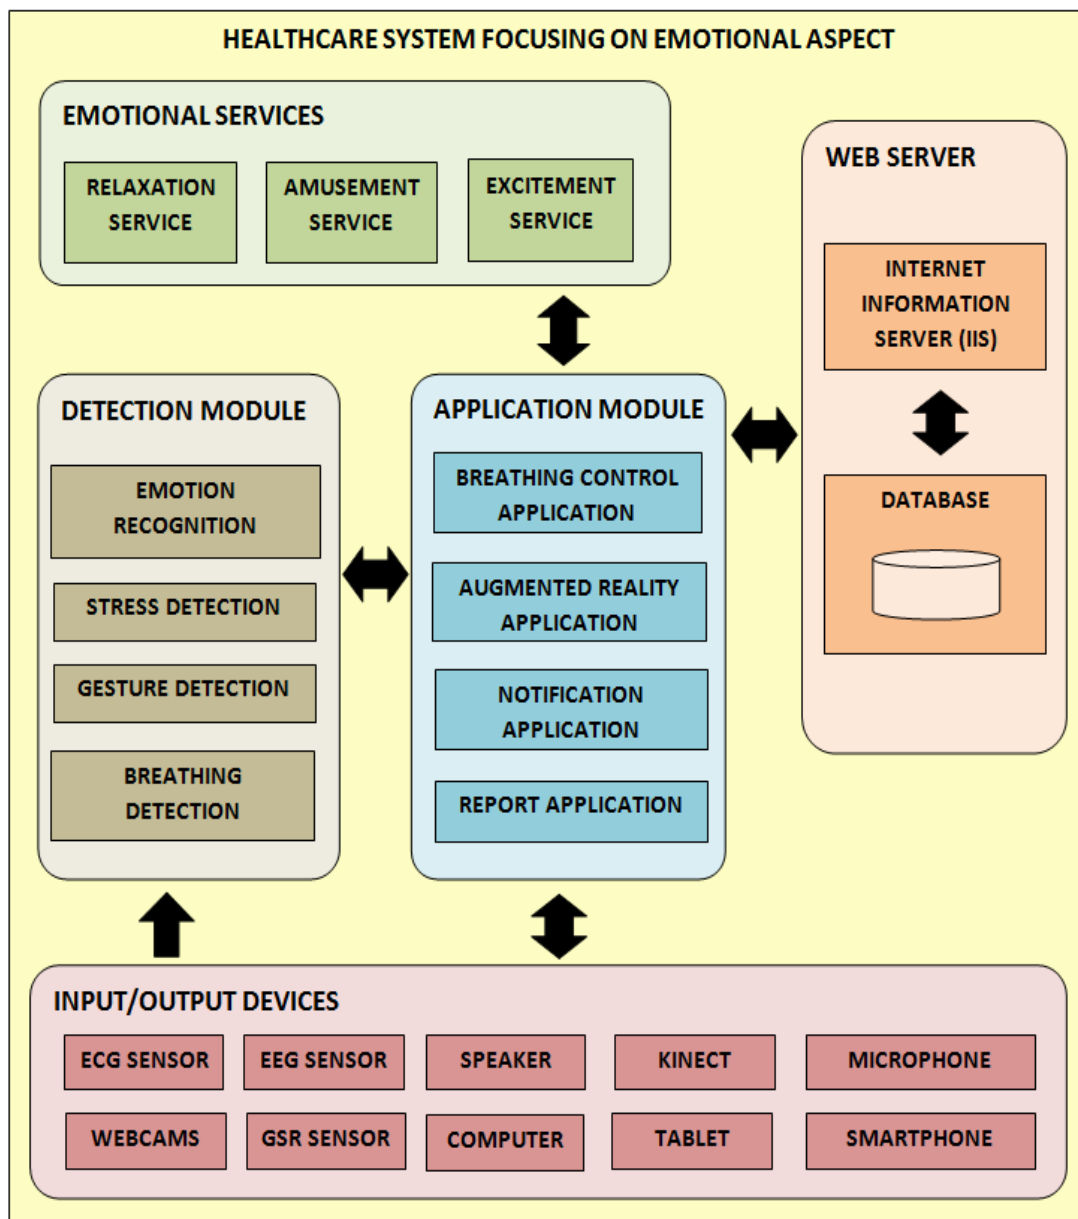 HEALTHCARE SYSTEM FOCUSING ON EMOTIONAL ASPECT
EMOTIONAL SERVICES
RELAXATION
SERVICE
AMUSEMENT
SERVICE
EXCITEMENT
SERVICE
WEB SERVER
INTERNET
INFORMATION
SERVER (IIS)
DATABASE
DETECTION MODULE
EMOTION
RECOGNITION
STRESS DETECTION
GESTURE DETECTION
BREATHING
DETECTION
APPLICATION MODULE
BREATHING CONTROL
APPLICATION
AUGMENTED REALITY
APPLICATION
NOTIFICATION
APPLICATION
REPORT APPLICATION
INPUT/OUTPUT DEVICES
ECG SENSOR
EEG SENSOR
SPEAKER
KINECT
MICROPHONE
WEBCAMS
GSR SENSOR
COMPUTER
TABLET
SMARTPHONE